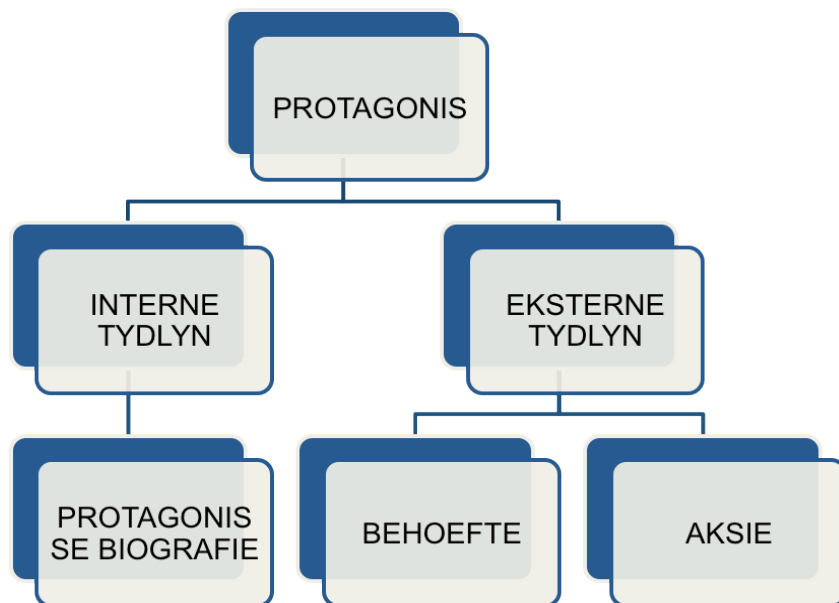 PROTAGONIS
INTERNE
TYDLYN
EKSTERNE
TYDLYN
PROTAGONIS
SE BIOGRAFIE
BEHOEFTE
AKSIE